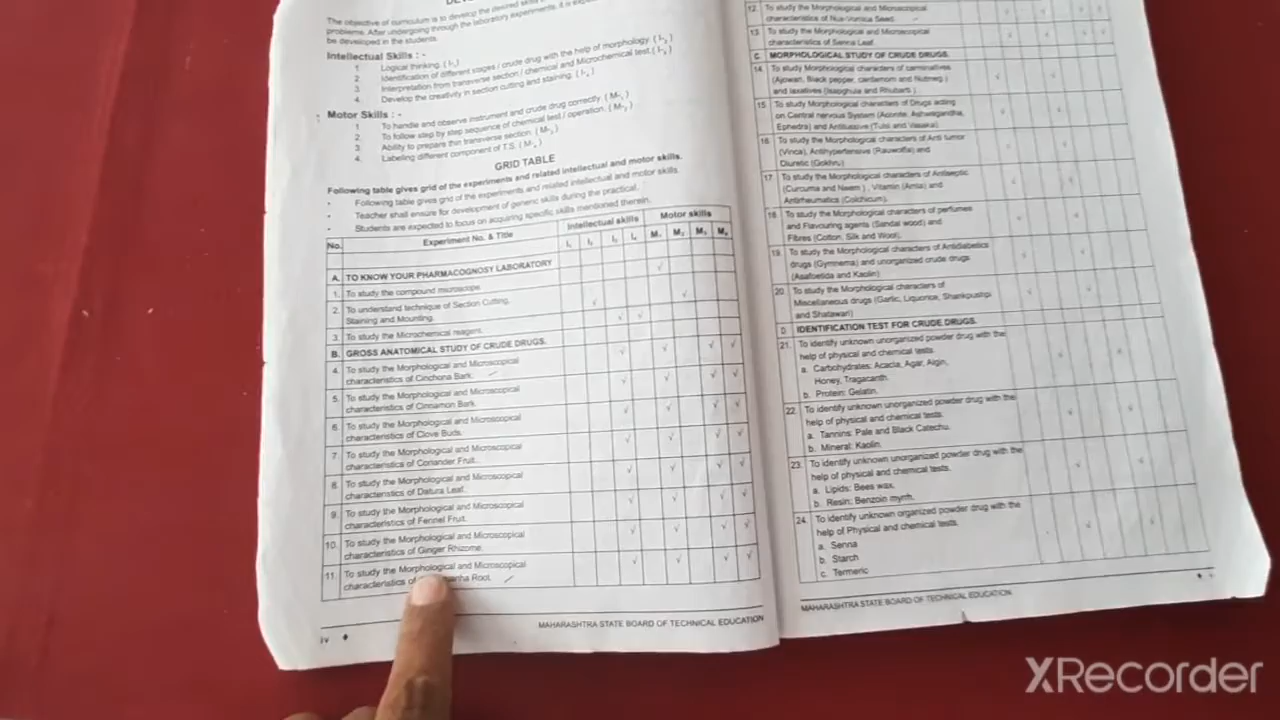 The objective of curriculum is to develop the desired skills
problems. After undergoing through the laboratory experiments, it is
be developed in the students.
Intellectual Skills : -
1 Logical thinking. ( I₁)
2. Identification of different stages / crude drug with the help of morphology. ( I₂ )
3. Interpretation from transverse section / chemical and Microchemical test.( I₃ )
4. Develop the creativity in section cutting and staining. ( I₄ )
Motor Skills : -
1 To handle and observe instrument and crude drug correctly. ( M₁ )
2. To follow step by step sequence of chemical test / operation. ( M₂ )
3. Ability to prepare thin transverse section. ( M₃ )
4. Labeling different component of T.S. ( M₄ )
GRID TABLE
Following table gives grid of the experiments and related intellectual and motor skills.
• Following table gives grid of the experiments and related intellectual and motor skills.
• Teacher shall ensure for development of generic skills during the practical.
• Students are expected to focus on acquiring specific skills mentioned therein.
No. Experiment No. & Title Intellectual skills Motor skills
I₁ I₂ I₃ I₄ M₁ M₂ M₃ M₄
A. TO KNOW YOUR PHARMACOGNOSY LABORATORY
1. To study the compound microscope. √
2. To understand technique of Section Cutting, √ √
Staining and Mounting.
3. To study the Microchemical reagents. √ √
B. GROSS ANATOMICAL STUDY OF CRUDE DRUGS.
4. To study the Morphological and Microscopical √ √ √ √
characteristics of Cinchona Bark.
5. To study the Morphological and Microscopical √ √ √ √
characteristics of Cinnamon Bark.
6. To study the Morphological and Microscopical √ √ √ √
characteristics of Clove Buds.
7 To study the Morphological and Microscopical √ √ √ √
characteristics of Coriander Fruit.
8. To study the Morphological and Microscopical √ √ √ √
characteristics of Datura Leaf.
9. To study the Morphological and Microscopical √ √ √ √
characteristics of Fennel Fruit.
10. To study the Morphological and Microscopical √ √ √ √
characteristics of Ginger Rhizome.
11. To study the Morphological and Microscopical √ √ √ √
characteristics of Root.
iv ♦ MAHARASHTRA STATE BOARD OF TECHNICAL EDUCATION
12. To study the Morphological and Microscopical √ √ √ √
characteristics of Nux-Vomica Seed.
13 To study the Morphological and Microscopical √ √ √ √
characteristics of Senna Leaf.
C MORPHOLOGICAL STUDY OF CRUDE DRUGS.
14. To study Morphological characters of carminatives √ √
(Ajowan, Black pepper, cardamom and Nutmeg )
and laxatives (Isapghula and Rhubarb ).
15 To study Morphological characters of Drugs acting √ √
on Central nervous System (Aconite, Ashwagandha,
Ephedra) and Antitussive (Tulsi and Vasaka).
16 To study the Morphological characters of Anti tumor √ √
(Vinca), Antihypertensive (Rauwolfia) and
Diuretic (Gokhru)
17 To study the Morphological characters of Antiseptic √ √
(Curcuma and Neem ) , Vitamin (Amla) and
Antirheumatics (Colchicum).
18 To study the Morphological characters of perfumes √ √
and Flavouring agents (Sandal wood) and
Fibres (Cotton, Silk and Wool).
19. To study the Morphological characters of Antidiabetics √ √
drugs (Gymnema) and unorganized crude drugs
(Asafoetida and Kaolin)
20 To study the Morphological characters of √ √
Miscellaneous drugs (Garlic, Liquorice, Shankpushpi
and Shatawari)
D IDENTIFICATION TEST FOR CRUDE DRUGS.
21. To identify unknown unorganized powder drug with the √ √
help of physical and chemical tests.
a. Carbohydrates: Acacia, Agar, Algin,
Honey, Tragacanth.
b. Protein: Gelatin.
22. To identify unknown unorganized powder drug with the √ √
help of physical and chemical tests.
a. Tannins: Pale and Black Catechu.
b. Mineral: Kaolin.
23. To identify unknown unorganized powder drug with the √ √
help of physical and chemical tests.
a. Lipids: Bees wax,
b. Resin: Benzoin myrrh.
24. To identify unknown organized powder drug with the √ √
help of Physical and chemical tests.
a. Senna
b. Starch
c. Termeric
MAHARASHTRA STATE BOARD OF TECHNICAL EDUCATION ♦
XRecorder